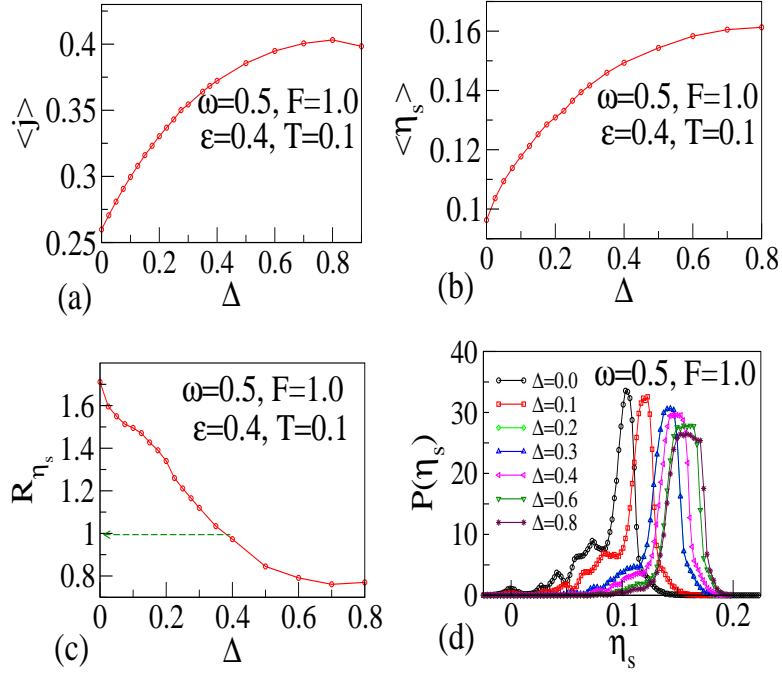 0.4
0.35
0.3
0.25
<j>
ω=0.5, F=1.0
ε=0.4, T=0.1
0 0.2 0.4 0.6 0.8
Δ
(a)
0.16
0.14
0.12
0.1
<ηs>
ω=0.5, F=1.0
ε=0.4, T=0.1
0 0.2 0.4 0.6 0.8
Δ
(b)
1.6
1.4
1.2
1
0.8
Rηs
ω=0.5, F=1.0
ε=0.4, T=0.1
0 0.2 0.4 0.6 0.8
Δ
(c)
40
30
20
10
0
P(ηs)
ω=0.5, F=1.0
Δ=0.0
Δ=0.1
Δ=0.2
Δ=0.3
Δ=0.4
Δ=0.6
Δ=0.8
0 0.1 0.2
ηs
(d)